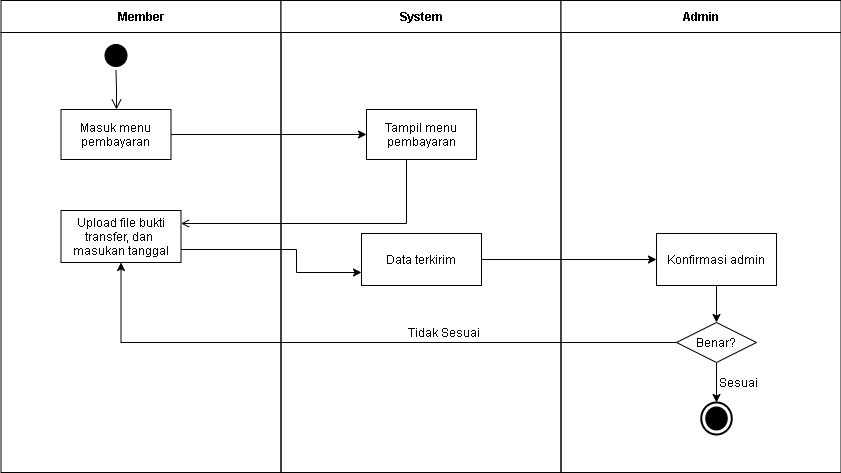 Member
System
Admin
Masuk menu
pembayaran
Tampil menu
pembayaran
Upload file bukti
transfer, dan
masukan tanggal
Data terkirim
Konfirmasi admin
Tidak Sesuai
Benar?
Sesuai